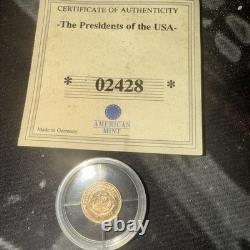 CERTIFICATE OF AUTHENTICITY
-The Presidents of the USA-
* 02428 *
AMERICAN
MINT
Made in Germany